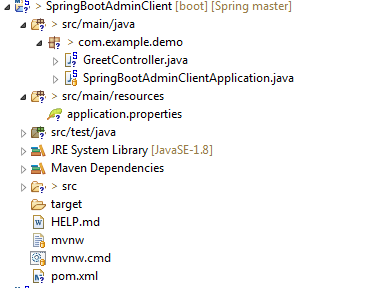 > SpringBootAdminClient [boot] [Spring master]
> src/main/java
> com.example.demo
> GreetController.java
> SpringBootAdminClientApplication.java
> src/main/resources
application.properties
src/test/java
JRE System Library [JavaSE-1.8]
Maven Dependencies
> src
target
HELP.md
mvnw
mvnw.cmd
pom.xml